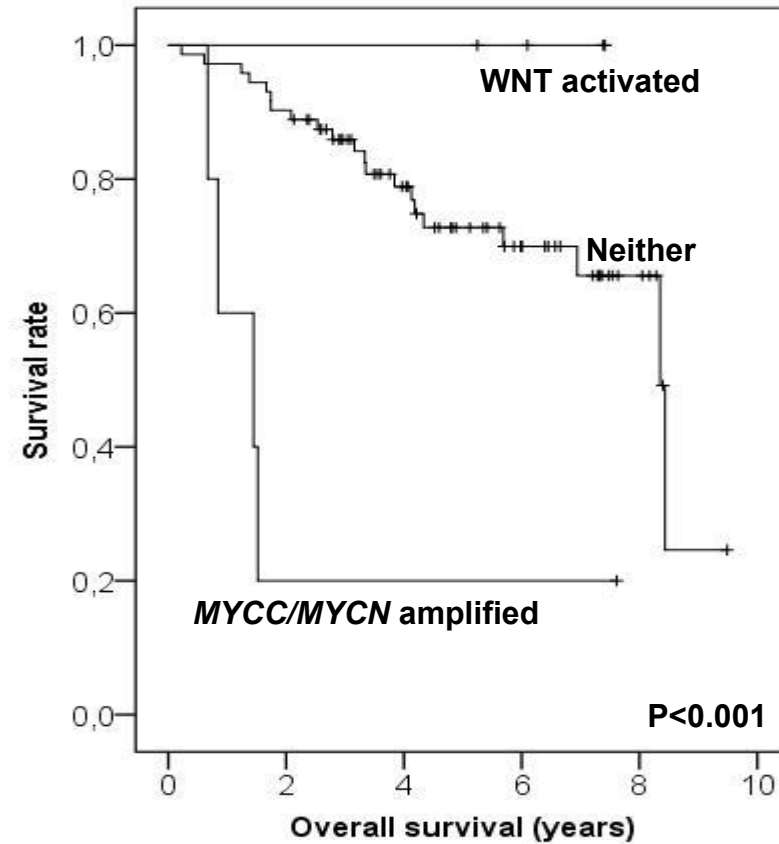 1,0
WNT activated
0,8
Neither
0,6
Survival rate
0,4
0,2
MYCC/MYCN amplified
0,0
P<0.001
0 2 4 6 8 10
Overall survival (years)